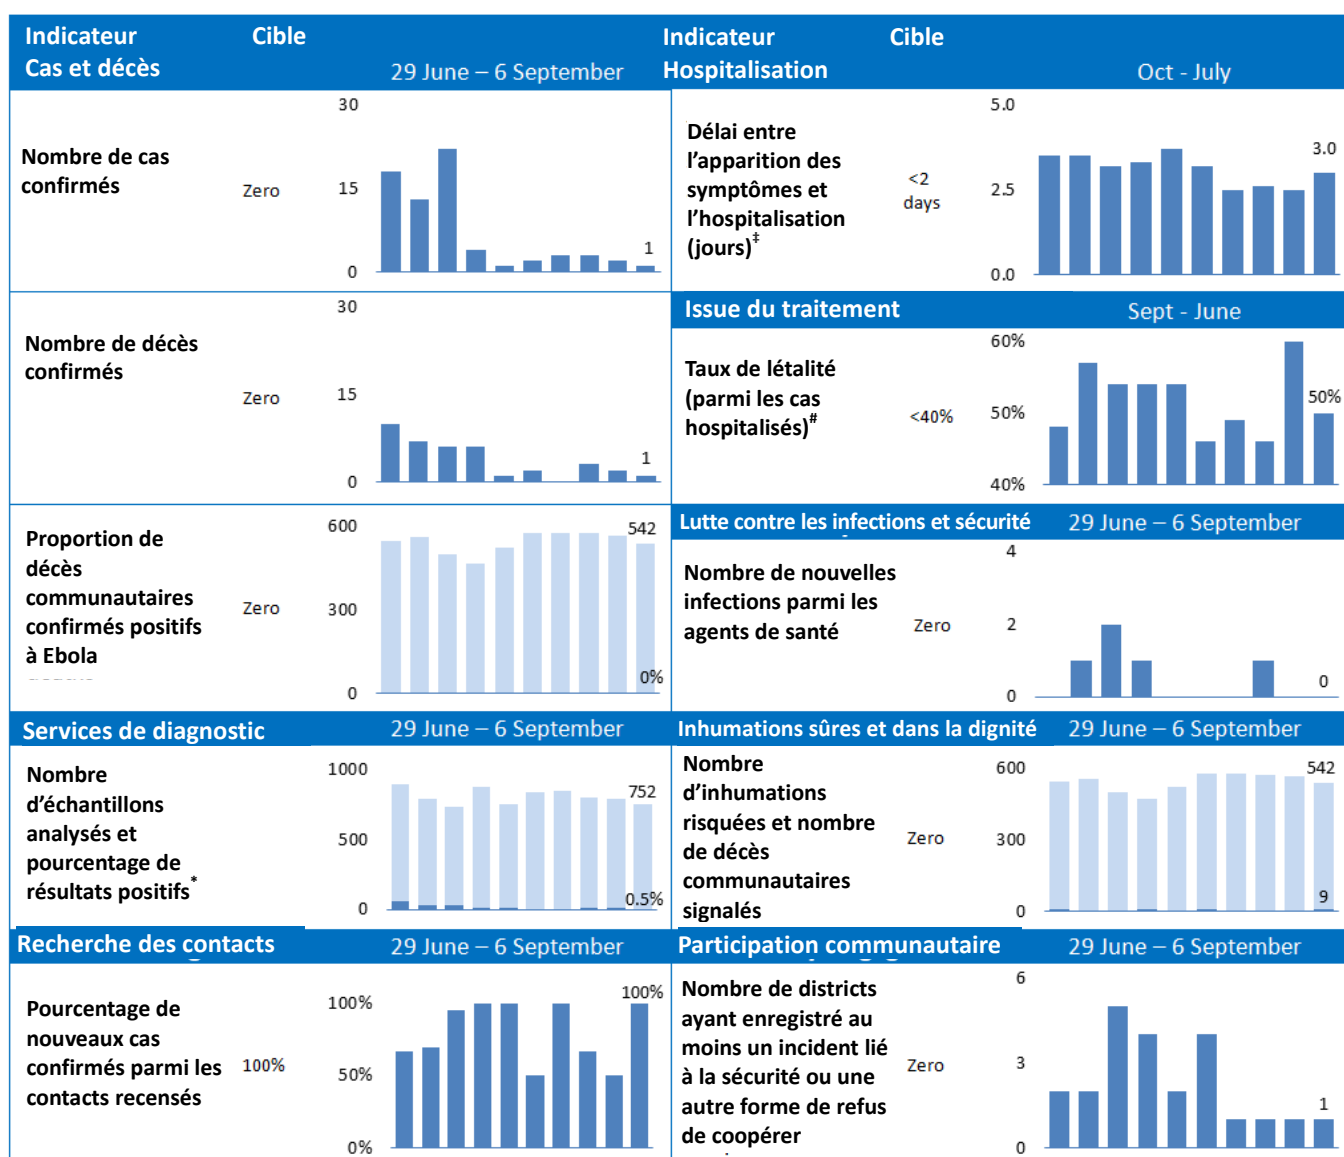 Indicateur Cible
Cas et décès 29 June – 6 September
Nombre de cas
confirmés
Zero
30
15
0
1
Nombre de décès
confirmés
Zero
30
15
0
1
Proportion de
décès
communautaires
confirmés positifs
à Ebola
Zero
600
300
0
542
0%
Services de diagnostic 29 June – 6 September
Nombre
d’échantillons
analysés et
pourcentage de
résultats positifs*
1000
500
0
752
0.5%
Recherche des contacts 29 June – 6 September
Pourcentage de
nouveaux cas
confirmés parmi les
contacts recensés
100%
100%
50%
0%
100%
Indicateur Cible
Hospitalisation Oct - July
Délai entre
l’apparition des
symptômes et
l’hospitalisation
(jours)‡
<2
days
5.0
2.5
0.0
3.0
Issue du traitement Sept - June
Taux de létalité
(parmi les cas
hospitalisés)#
<40%
60%
50%
40%
50%
Lutte contre les infections et sécurité 29 June – 6 September
Nombre de nouvelles
infections parmi les
agents de santé
Zero
4
2
0
0
Inhumations sûres et dans la dignité 29 June – 6 September
Nombre
d’inhumations
risquées et nombre
de décès
communautaires
signalés
Zero
600
300
0
542
9
Participation communautaire 29 June – 6 September
Nombre de districts
ayant enregistré au
moins un incident lié
à la sécurité ou une
autre forme de refus
de coopérer
Zero
6
3
0
1